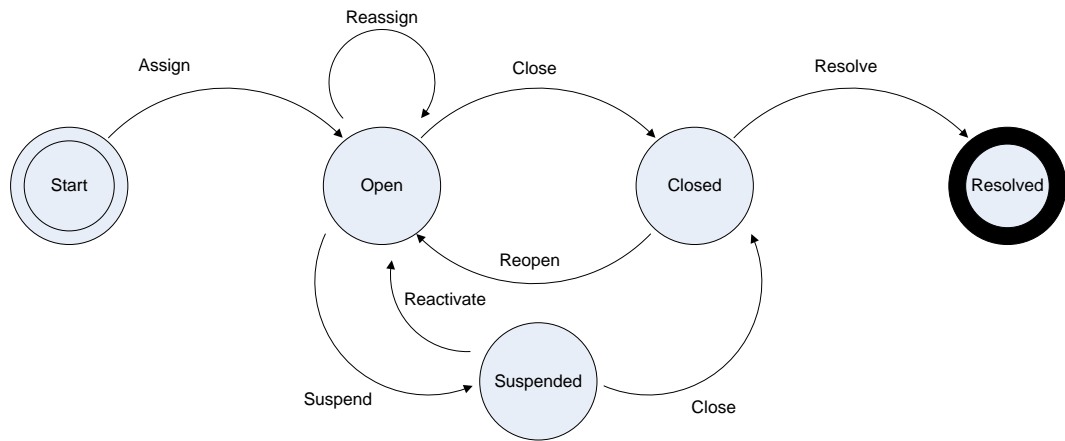 Reassign
Assign
Close
Resolve
Start
Open
Closed
Resolved
Reopen
Reactivate
Suspended
Suspend
Close